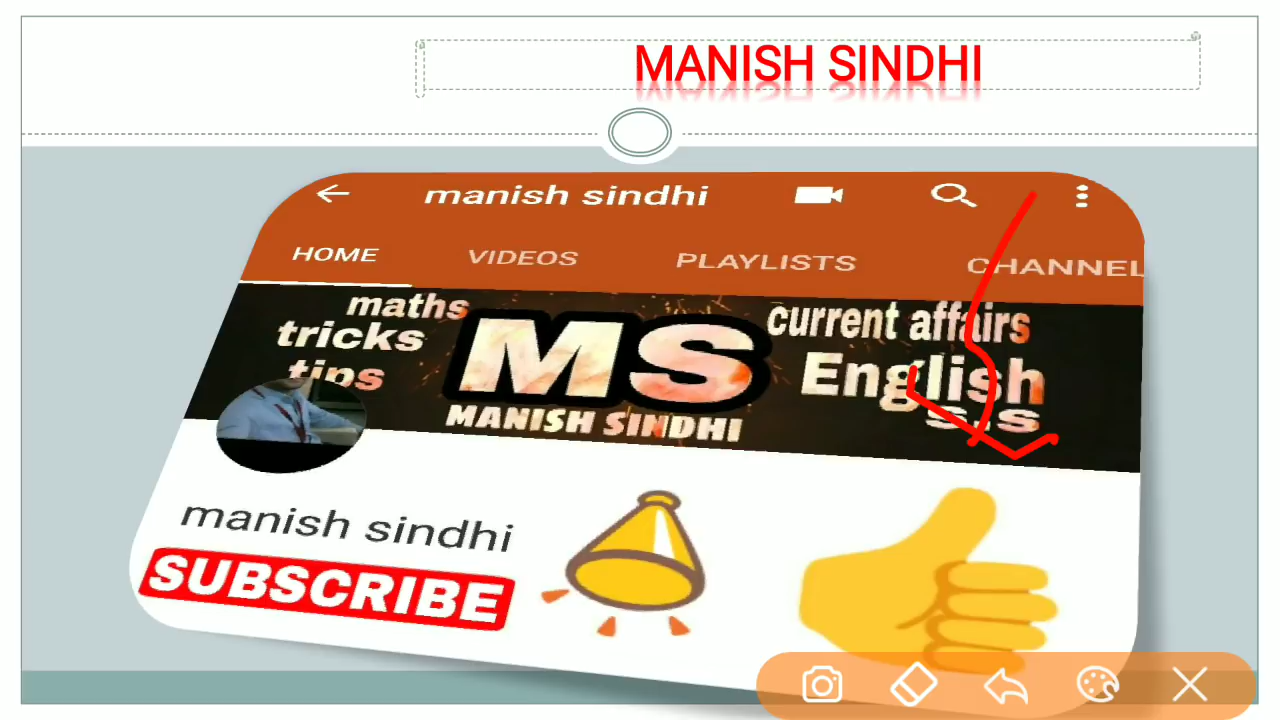 MANISH SINDHI
manish sindhi
HOME VIDEOS PLAYLISTS CHANNEL
maths
tricks
tips
MS
MANISH SINDHI
current affairs
English
S.S
manish sindhi
SUBSCRIBE